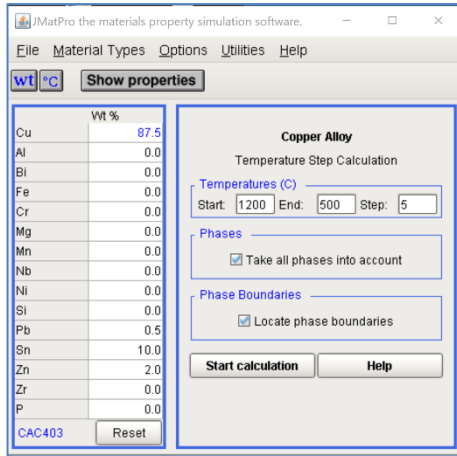 JMatPro the materials property simulation software.
File Material Types Options Utilities Help
wt °C Show properties
Wt %
Cu 87.5
Al 0.0
Bi 0.0
Fe 0.0
Cr 0.0
Mg 0.0
Mn 0.0
Nb 0.0
Ni 0.0
Si 0.0
Pb 0.5
Sn 10.0
Zn 2.0
Zr 0.0
P 0.0
CAC403 Reset
Copper Alloy
Temperature Step Calculation
Temperatures (C)
Start: 1200 End: 500 Step: 5
Phases
Take all phases into account
Phase Boundaries
Locate phase boundaries
Start calculation Help